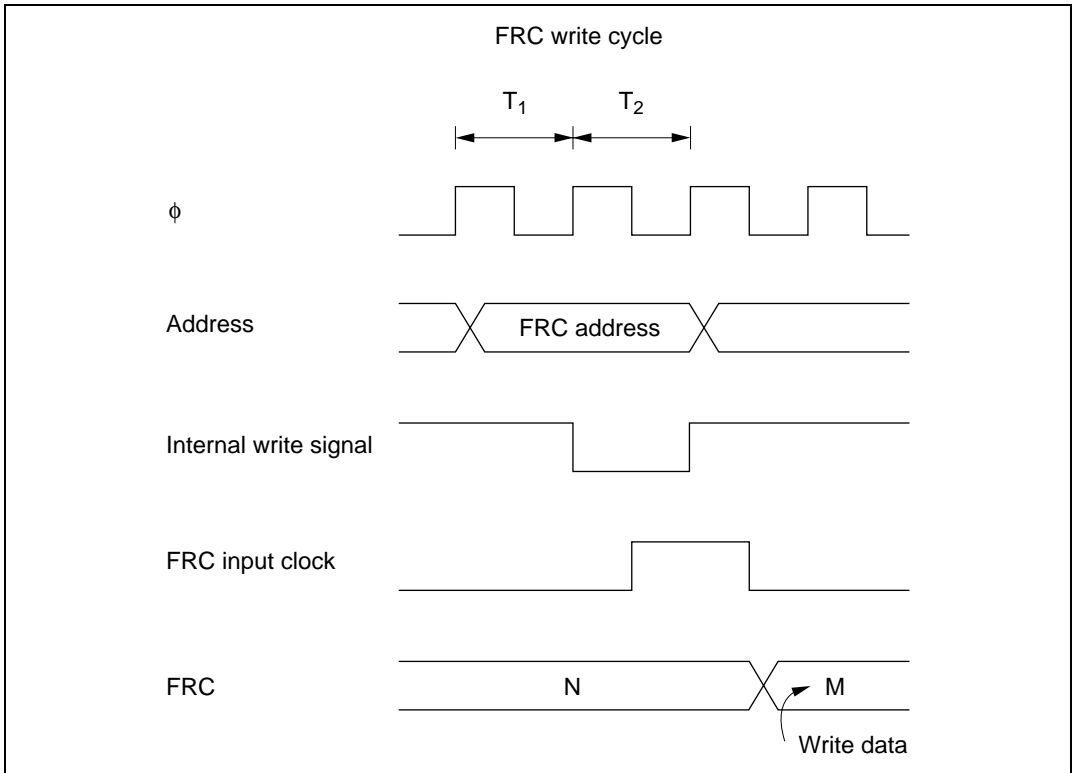 FRC write cycle
T1 T2
ϕ
Address
FRC address
Internal write signal
FRC input clock
FRC
N
M
Write data